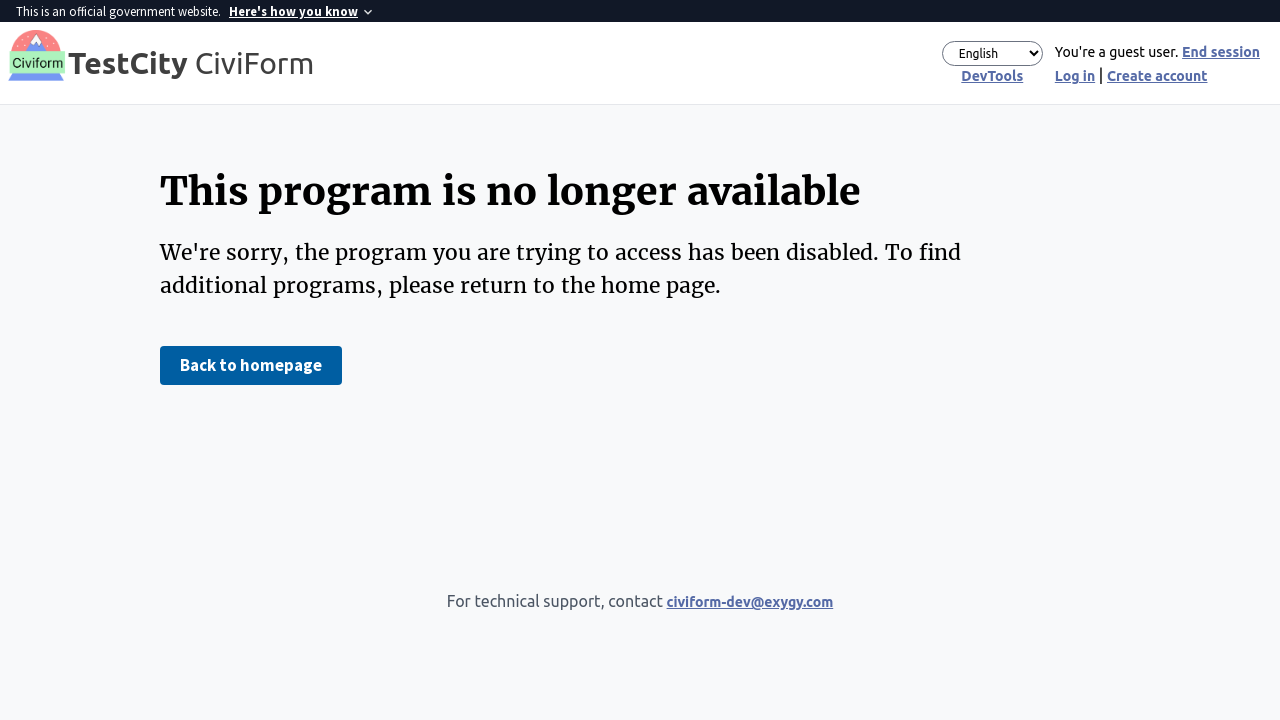 This is an official government website. Here's how you know
Civiform
TestCity CiviForm
English
You're a guest user. End session
DevTools
Log in | Create account
This program is no longer available
We're sorry, the program you are trying to access has been disabled. To find
additional programs, please return to the home page.
Back to homepage
For technical support, contact civiform-dev@exygy.com